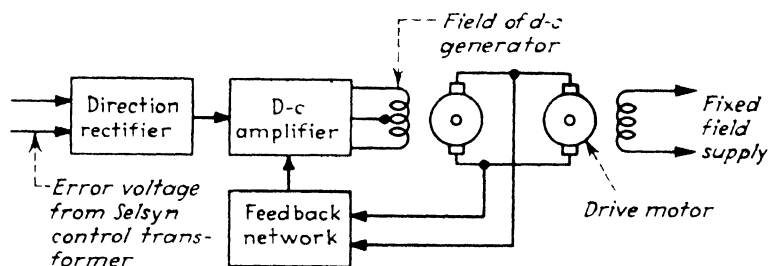 Field of d-c
generator
Direction
rectifier
D-c
amplifier
Fixed
field
supply
Error voltage
from Selsyn
control trans-
former
Feedback
network
Drive motor